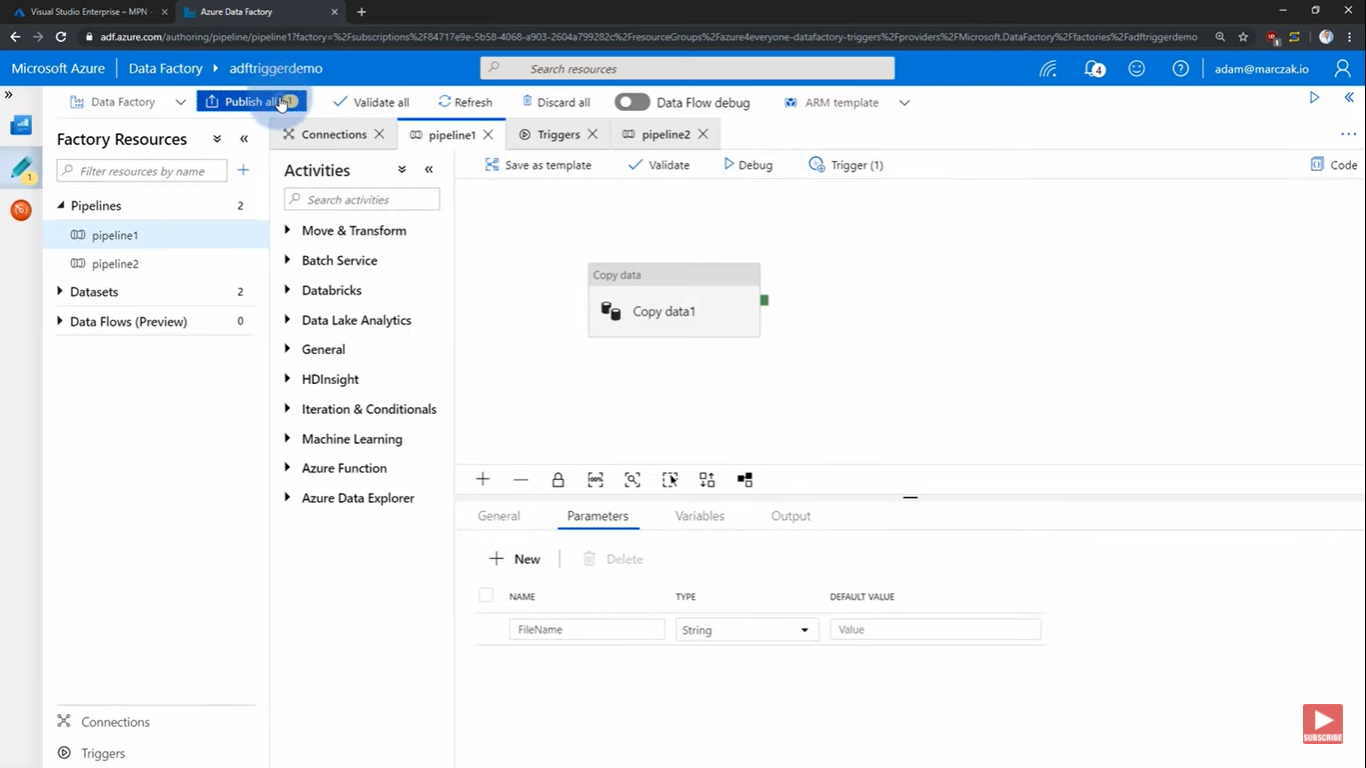 Visual Studio Enterprise – MPN
Azure Data Factory
adf.azure.com/authoring/pipeline/pipeline1?factory=%2Fsubscriptions%2F84717e9e-5b58-4068-a903-2604a799282c%2FresourceGroups%2Fazure4everyone-datafactory-triggers%2Fproviders%2FMicrosoft.DataFactory%2Ffactories%2Fadftriggerdemo
1
Microsoft Azure
Data Factory
adftriggerdemo
Search resources
4
adam@marczak.io
Data Factory
Publish all
Validate all
Refresh
Discard all
Data Flow debug
ARM template
Factory Resources
Connections
pipeline1
Triggers
pipeline2
Filter resources by name
1
Activities
Save as template
Validate
Debug
Trigger (1)
Code
Search activities
Pipelines 2
pipeline1
pipeline2
Datasets 2
Data Flows (Preview) 0
Move & Transform
Batch Service
Databricks
Data Lake Analytics
General
HDInsight
Iteration & Conditionals
Machine Learning
Azure Function
Azure Data Explorer
Copy data
Copy data1
100%
General
Parameters
Variables
Output
New
Delete
NAME
TYPE
DEFAULT VALUE
FileName
String
Value
Connections
Triggers
SUBSCRIBE